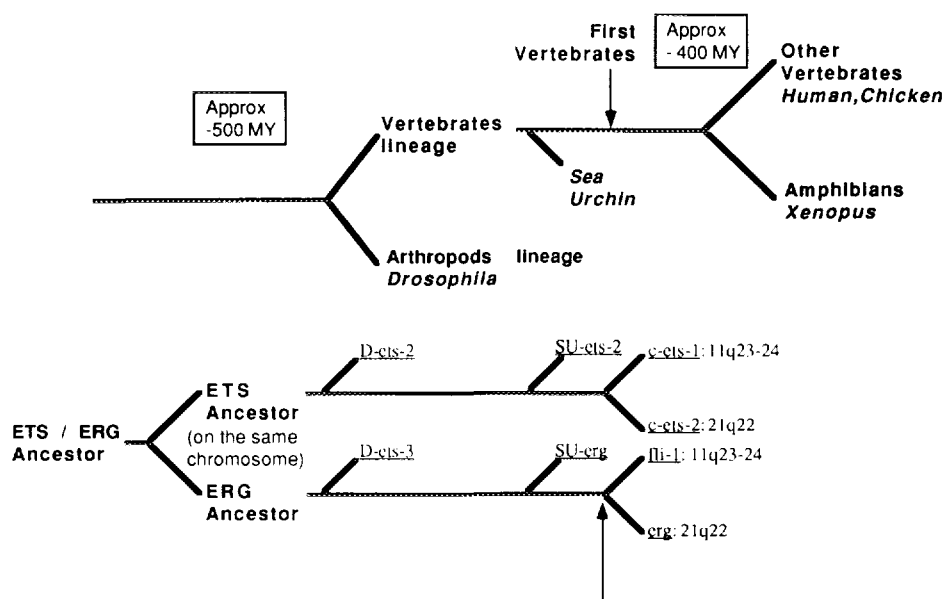 First
Vertebrates
Approx
- 400 MY
Other
Vertebrates
Human,Chicken
Approx
-500 MY
Vertebrates
lineage
Sea
Urchin
Amphibians
Xenopus
Arthropods lineage
Drosophila
D-ets-2
SU-ets-2
c-ets-1: 11q23-24
ETS
Ancestor
(on the same
chromosome)
ETS / ERG
Ancestor
c-ets-2: 21q22
D-ets-3
SU-erg
fli-1: 11q23-24
ERG
Ancestor
erg: 21q22